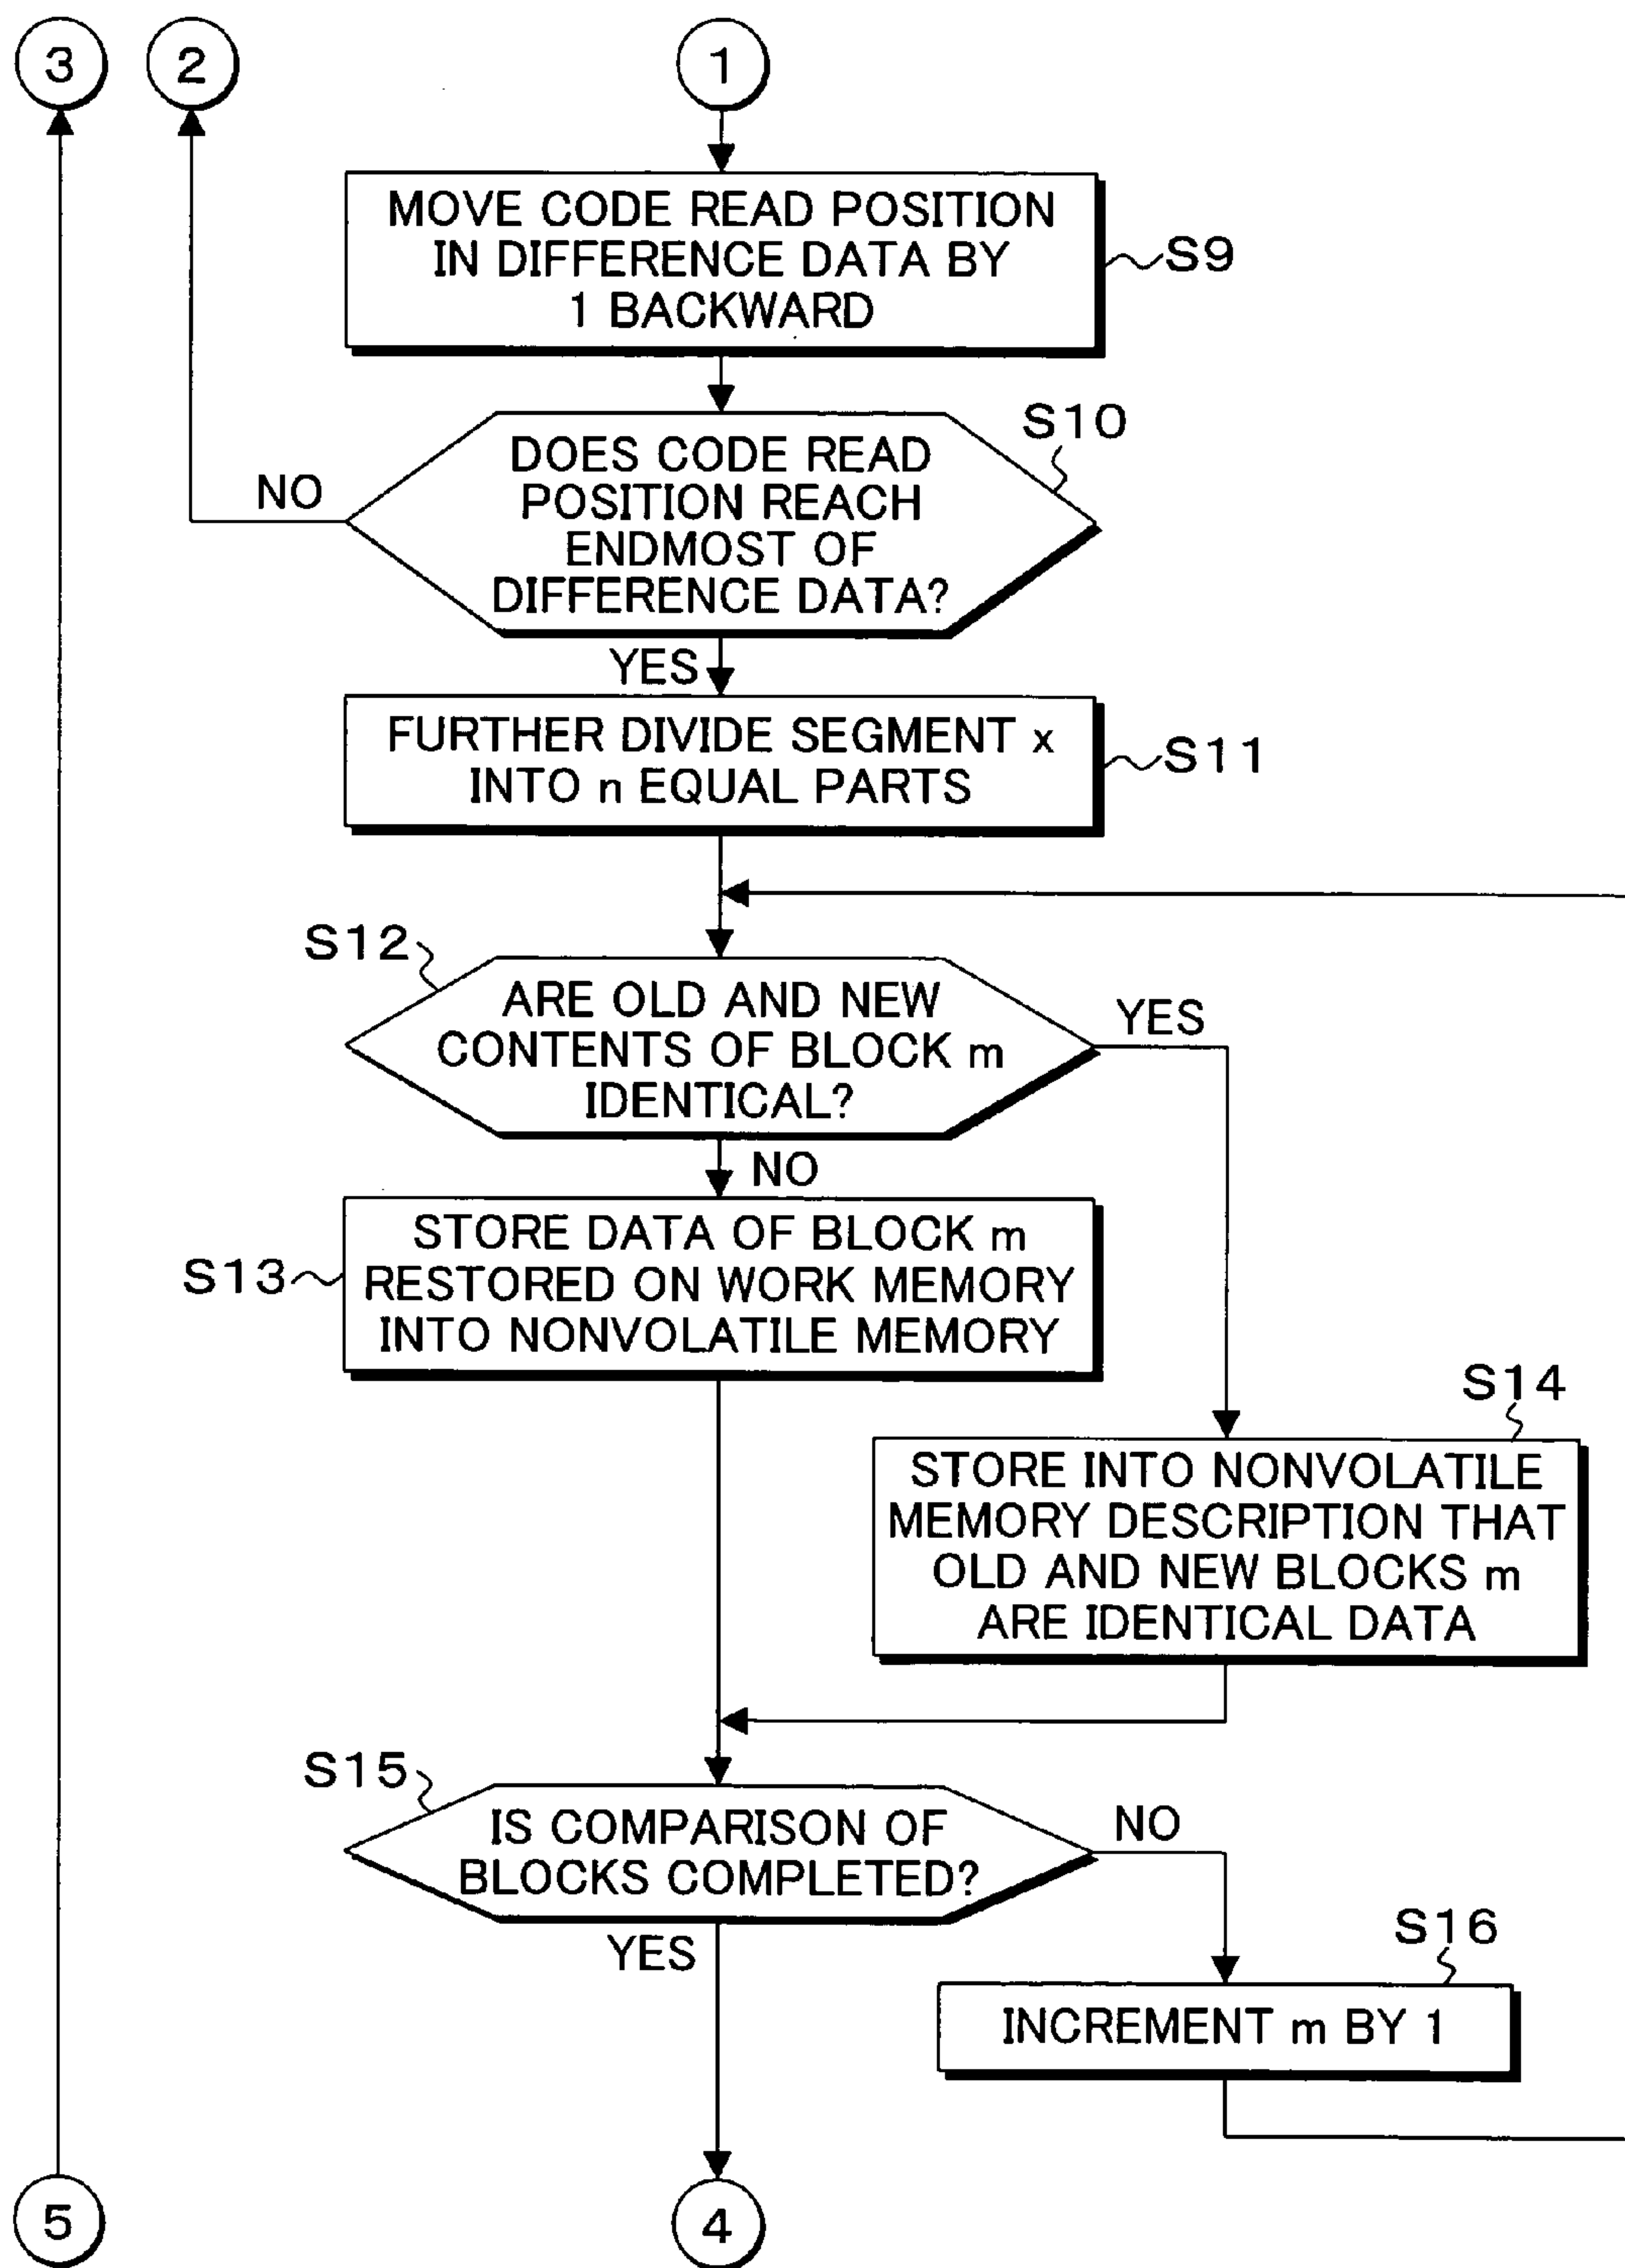 3
2
1
MOVE CODE READ POSITION
IN DIFFERENCE DATA BY
1 BACKWARD
S9
S10
DOES CODE READ
POSITION REACH
ENDMOST OF
DIFFERENCE DATA?
NO
YES
FURTHER DIVIDE SEGMENT x
INTO n EQUAL PARTS
S11
S12
ARE OLD AND NEW
CONTENTS OF BLOCK m
IDENTICAL?
YES
NO
S13
STORE DATA OF BLOCK m
RESTORED ON WORK MEMORY
INTO NONVOLATILE MEMORY
S14
STORE INTO NONVOLATILE
MEMORY DESCRIPTION THAT
OLD AND NEW BLOCKS m
ARE IDENTICAL DATA
S15
IS COMPARISON OF
BLOCKS COMPLETED?
NO
YES
S16
INCREMENT m BY 1
5
4